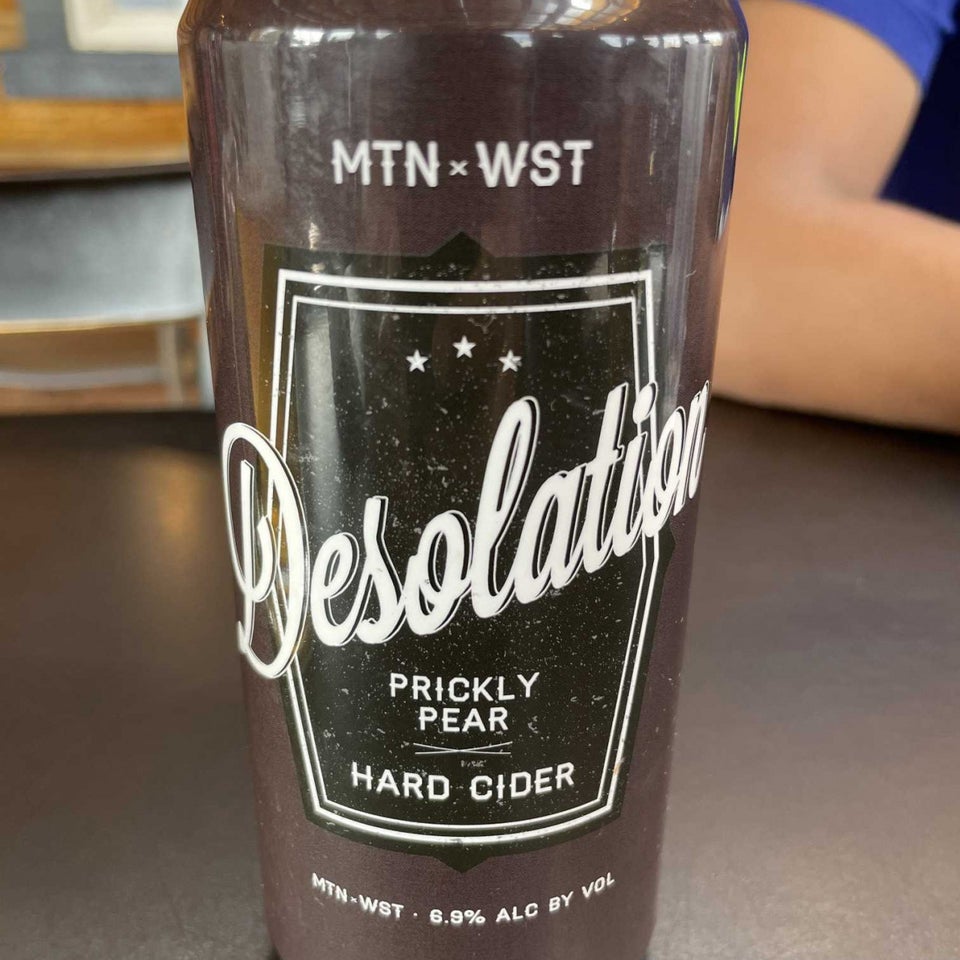 MTN × WST
Desolation
PRICKLY
PEAR
HARD CIDER
MTN × WST · 6.9% ALC BY VOL